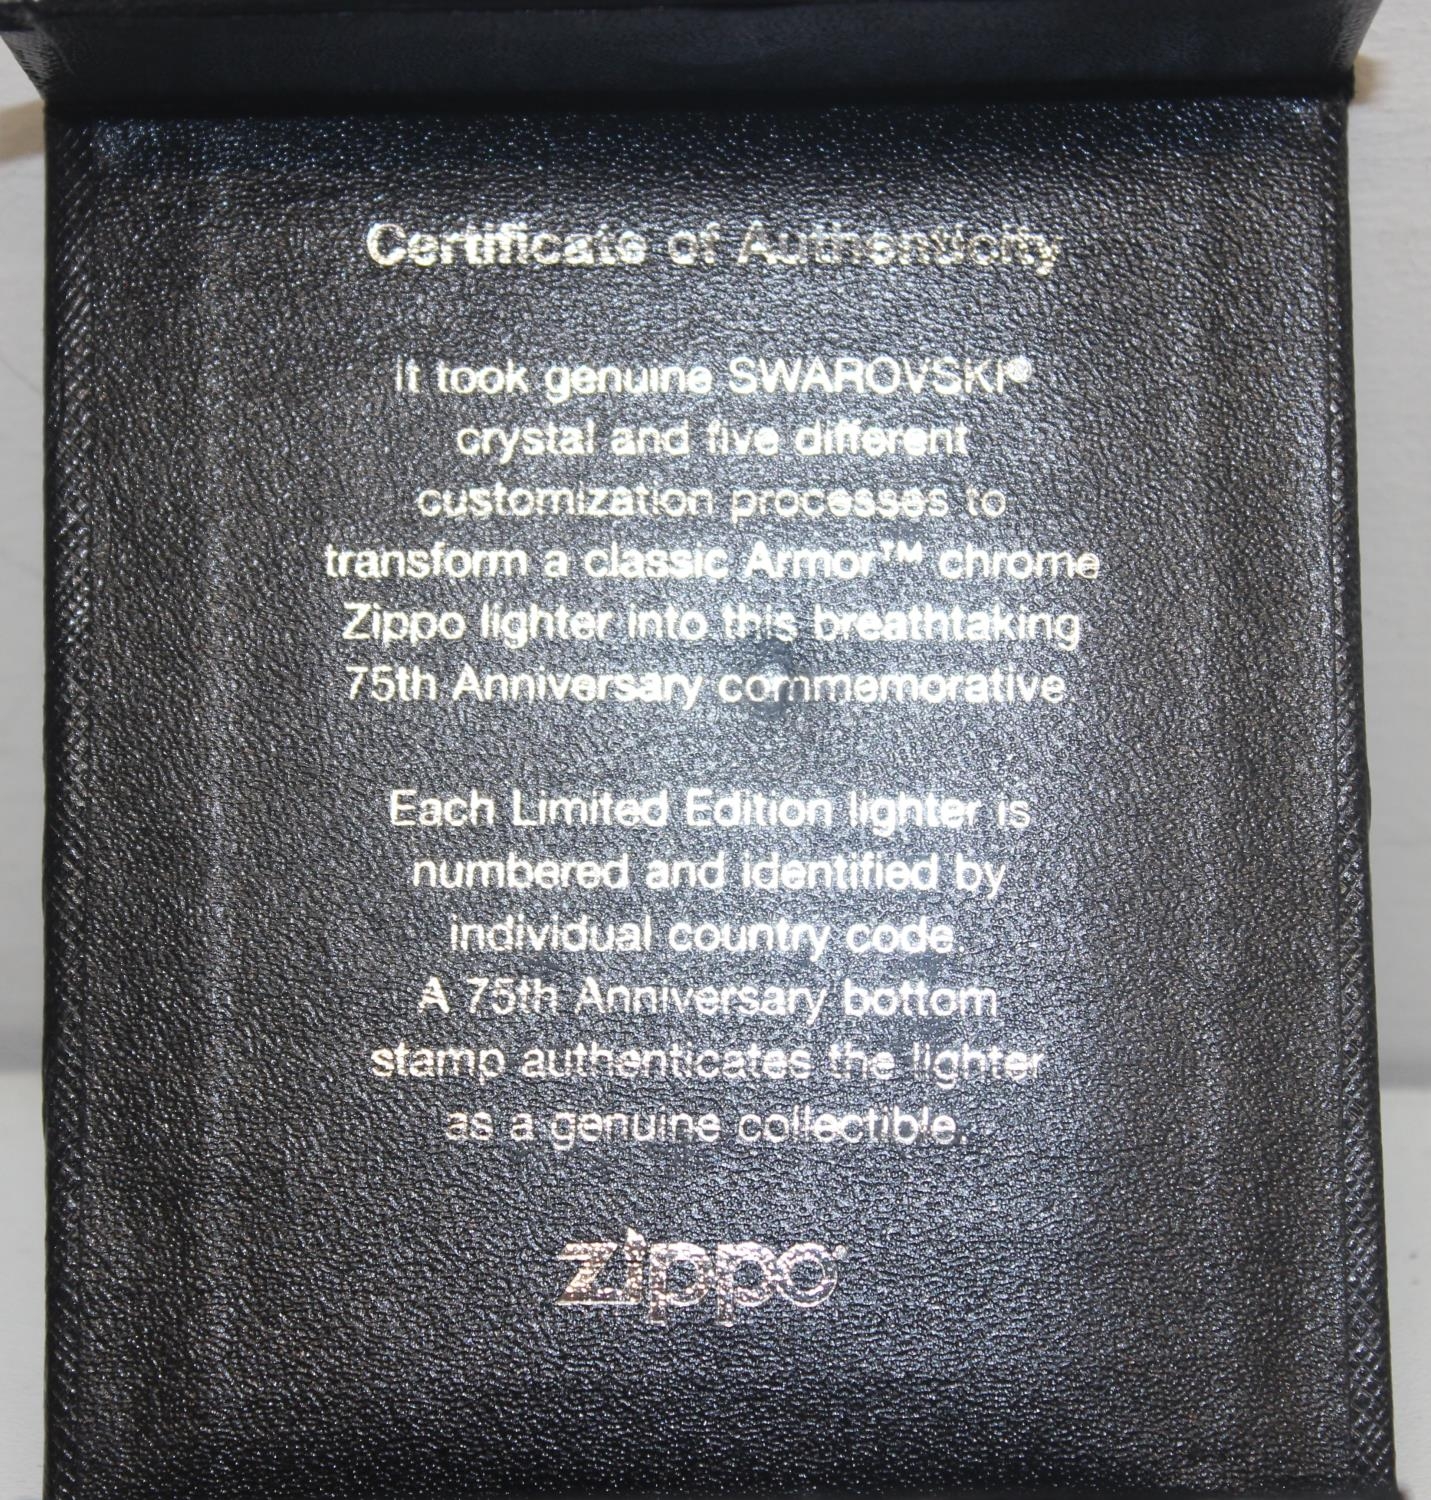 Certificate of Authenticity
It took genuine SWAROVSKI®
crystal and five different
customization processes to
transform a classic Armor™ chrome
Zippo lighter into this breathtaking
75th Anniversary commemorative
Each Limited Edition lighter is
numbered and identified by
individual country code.
A 75th Anniversary bottom
stamp authenticates the lighter
as a genuine collectible.
zippo®